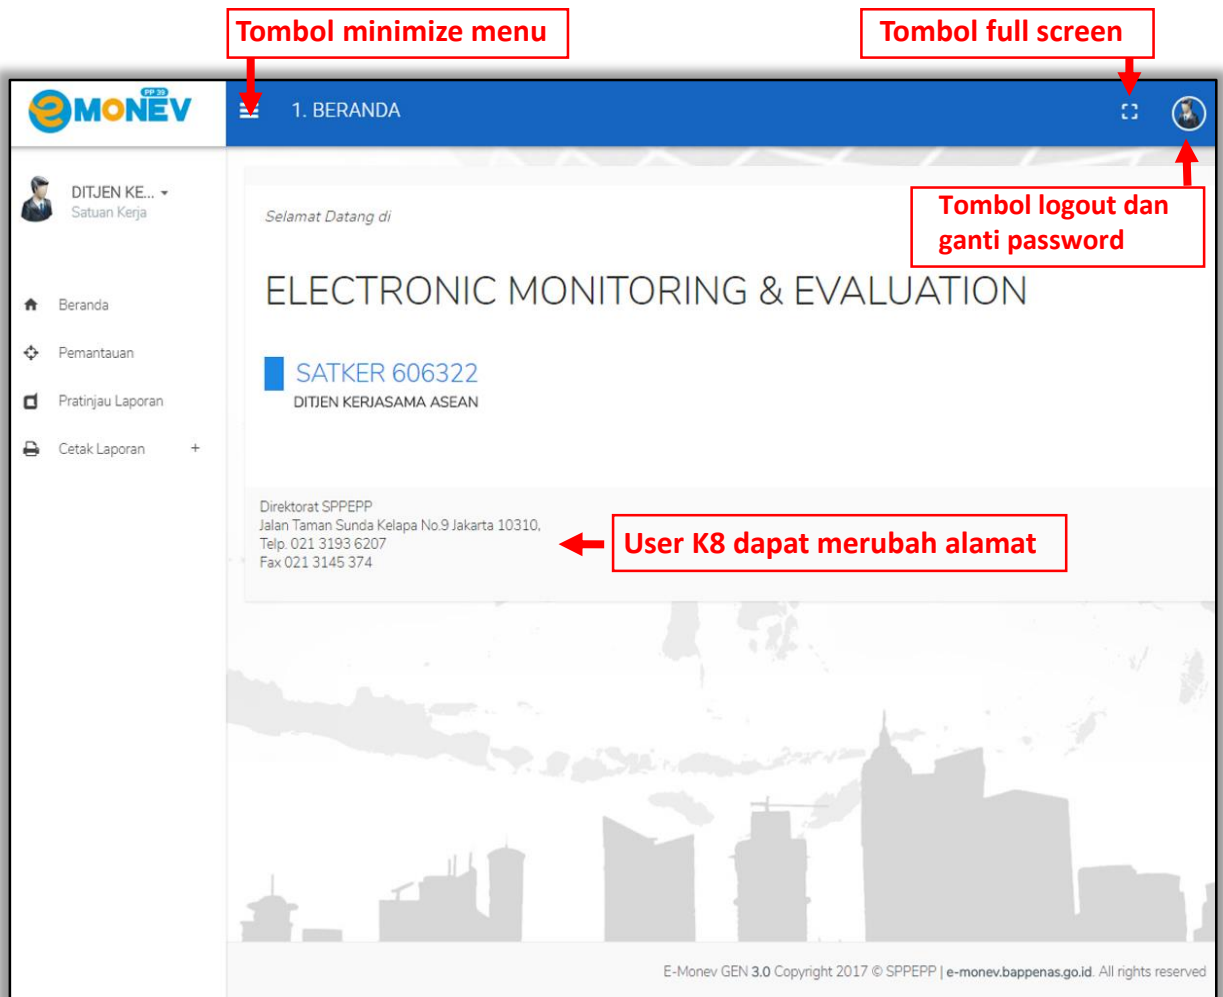 Tombol minimize menu
Tombol full screen
PP 39
eMONEV
1. BERANDA
DITJEN KE...
Satuan Kerja
Tombol logout dan
ganti password
Selamat Datang di
ELECTRONIC MONITORING & EVALUATION
Beranda
Pemantauan
Pratinjau Laporan
Cetak Laporan +
SATKER 606322
DITJEN KERJASAMA ASEAN
Direktorat SPPEPP
Jalan Taman Sunda Kelapa No.9 Jakarta 10310,
Telp. 021 3193 6207
Fax 021 3145 374
User K8 dapat merubah alamat
E-Monev GEN 3.0 Copyright 2017 © SPPEPP | e-monev.bappenas.go.id. All rights reserved